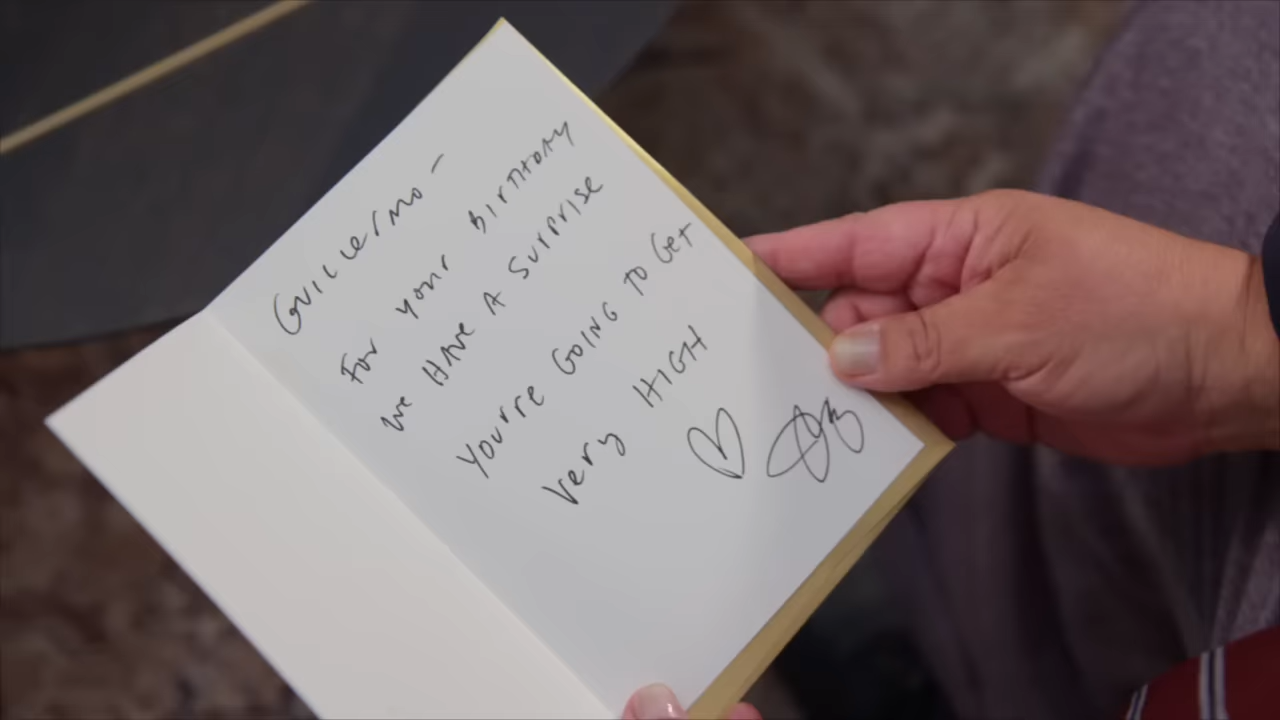 GUILLERMO -
FOR YOUR BIRTHDAY
WE HAVE A SURPRISE
YOU'RE GOING TO GET
VERY HIGH